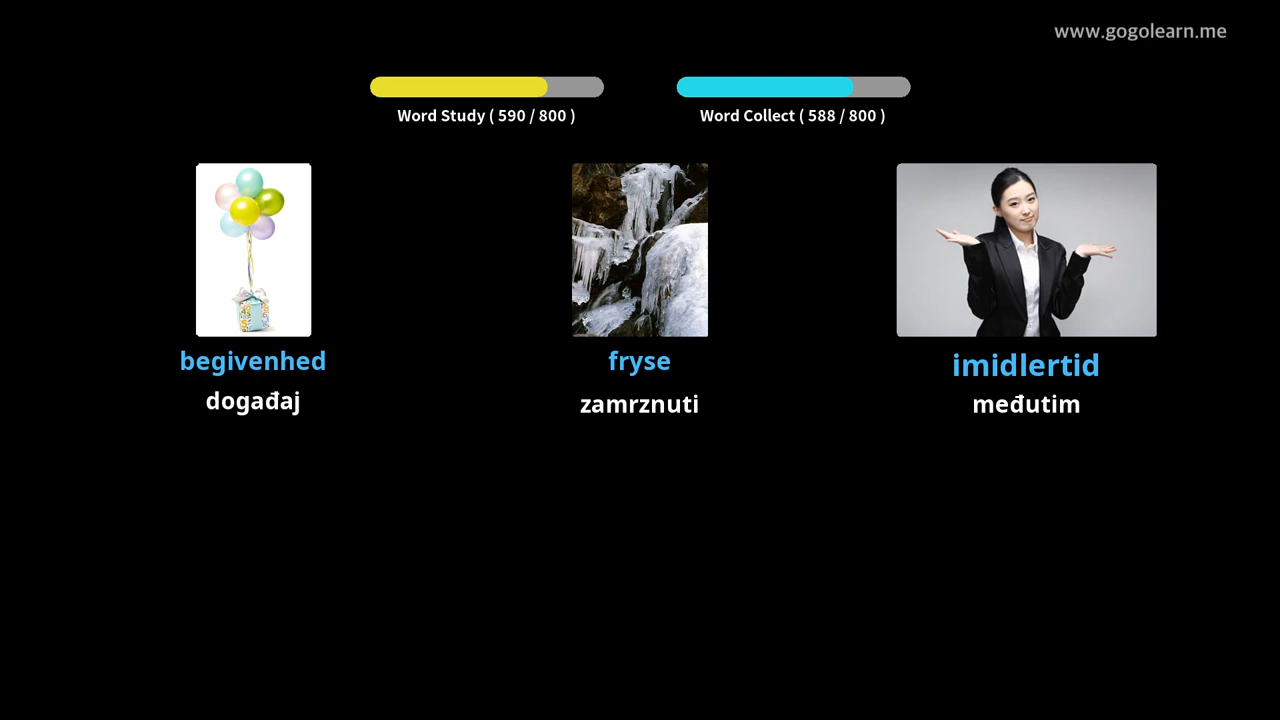 www.gogolearn.me
Word Study ( 590 / 800 )
Word Collect ( 588 / 800 )
begivenhed
fryse
imidlertid
događaj
zamrznuti
međutim